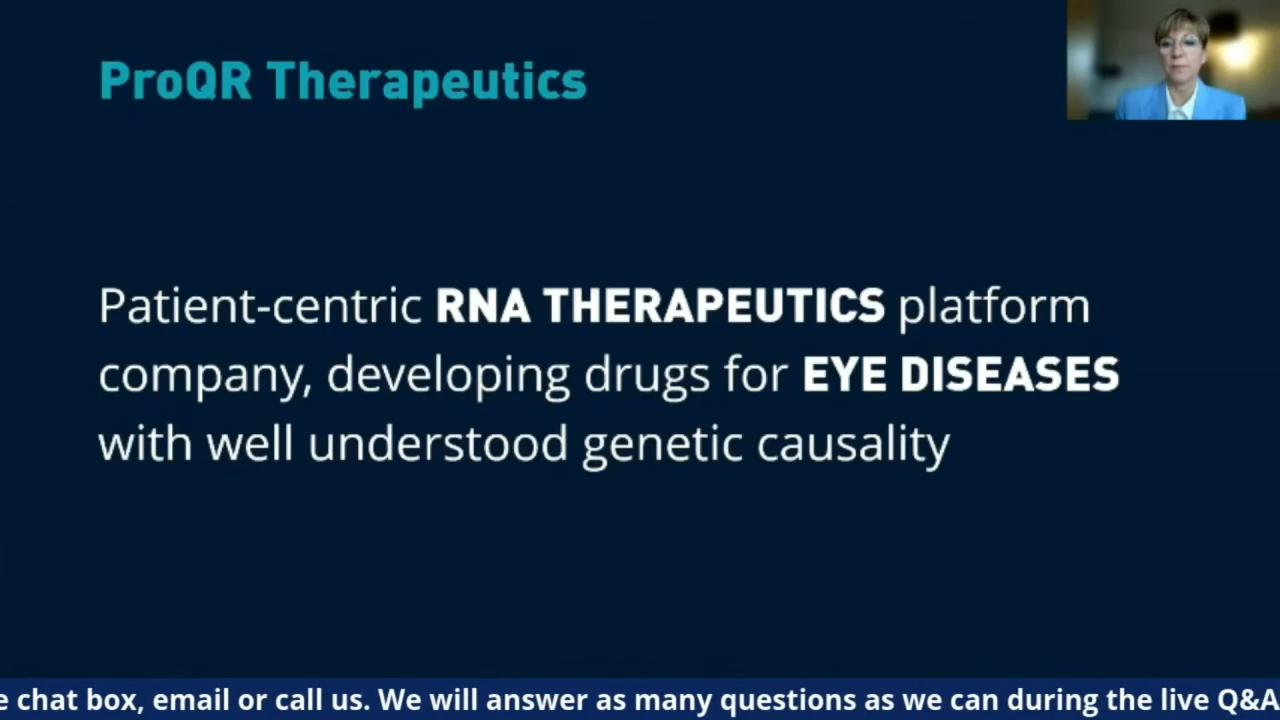 ProQR Therapeutics
Patient-centric RNA THERAPEUTICS platform
company, developing drugs for EYE DISEASES
with well understood genetic causality
e chat box, email or call us. We will answer as many questions as we can during the live Q&A